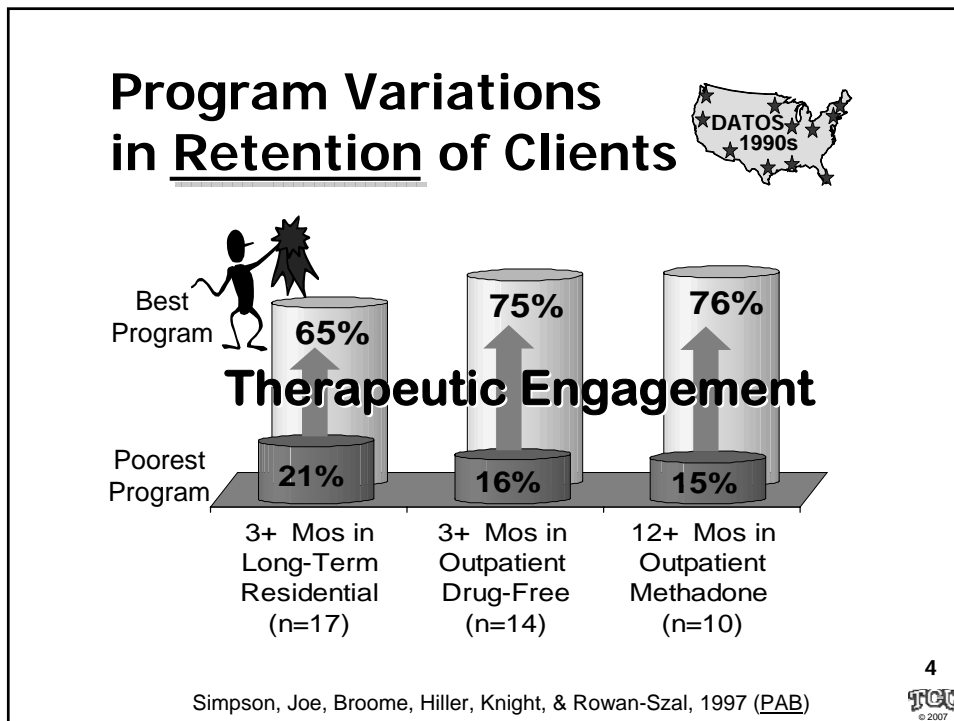 Program Variations
in Retention of Clients
DATOS
1990s
Best
Program
65%
75%
76%
Therapeutic Engagement
Poorest
Program
21%
16%
15%
3+ Mos in
Long-Term
Residential
(n=17)
3+ Mos in
Outpatient
Drug-Free
(n=14)
12+ Mos in
Outpatient
Methadone
(n=10)
4
Simpson, Joe, Broome, Hiller, Knight, & Rowan-Szal, 1997 (PAB)
TCU
© 2007